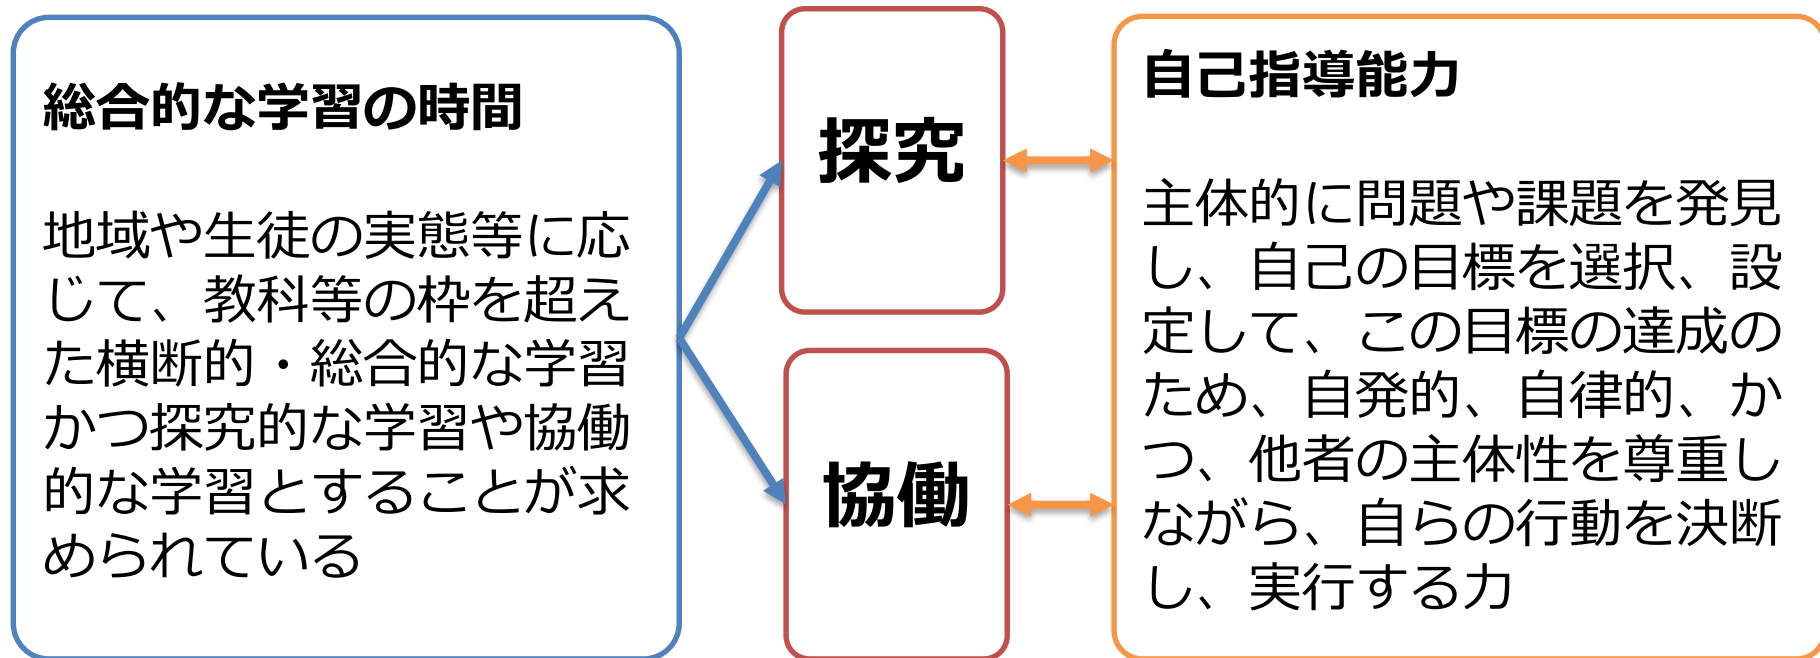 総合的な学習の時間
地域や生徒の実態等に応
じて、教科等の枠を超え
た横断的・総合的な学習
かつ探究的な学習や協働
的な学習とすることが求
められている
探究
協働
自己指導能力
主体的に問題や課題を発見
し、自己の目標を選択、設
定して、この目標の達成の
ため、自発的、自律的、か
つ、他者の主体性を尊重し
ながら、自らの行動を決断
し、実行する力